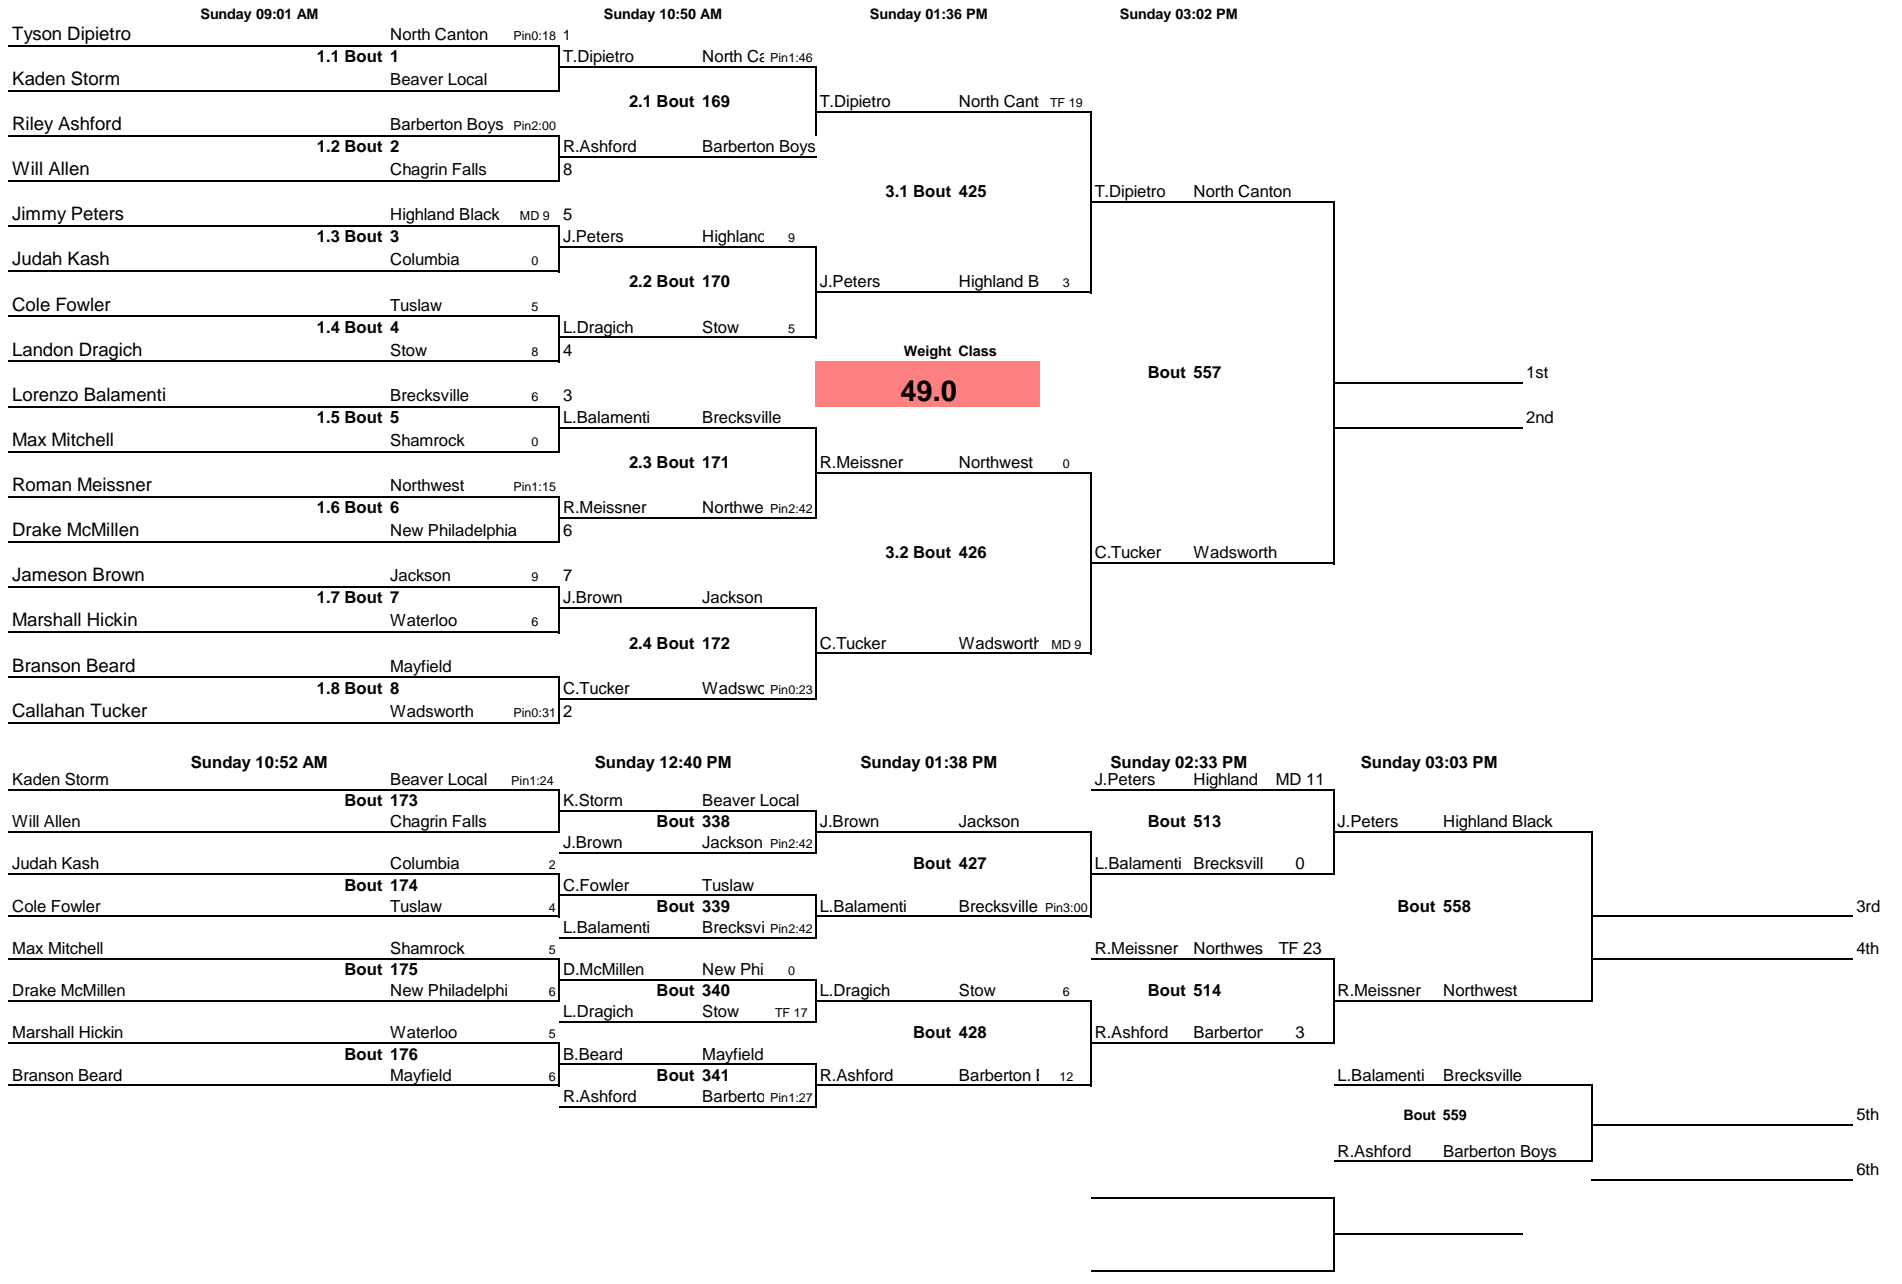 Sunday 09:01 AM Sunday 10:50 AM Sunday 01:36 PM Sunday 03:02 PM
Tyson Dipietro North Canton Pin0:18 1
1.1 Bout 1 T.Dipietro North Ca Pin1:46
Kaden Storm Beaver Local
2.1 Bout 169 T.Dipietro North Cant TF 19
Riley Ashford Barberton Boys Pin2:00
1.2 Bout 2 R.Ashford Barberton Boys
Will Allen Chagrin Falls 8
3.1 Bout 425 T.Dipietro North Canton
Jimmy Peters Highland Black MD 9 5
1.3 Bout 3 J.Peters Highland 9
Judah Kash Columbia 0
2.2 Bout 170 J.Peters Highland B 3
Cole Fowler Tuslaw 5
1.4 Bout 4 L.Dragich Stow 5
Landon Dragich Stow 8 4 Weight Class
Bout 557 1st
Lorenzo Balamenti Brecksville 6 3 49.0
1.5 Bout 5 L.Balamenti Brecksville 2nd
Max Mitchell Shamrock 0
2.3 Bout 171 R.Meissner Northwest 0
Roman Meissner Northwest Pin1:15
1.6 Bout 6 R.Meissner Northwe Pin2:42
Drake McMillen New Philadelphia 6
3.2 Bout 426 C.Tucker Wadsworth
Jameson Brown Jackson 9 7
1.7 Bout 7 J.Brown Jackson
Marshall Hickin Waterloo 6
2.4 Bout 172 C.Tucker Wadsworth MD 9
Branson Beard Mayfield
1.8 Bout 8 C.Tucker Wadswo Pin0:23
Callahan Tucker Wadsworth Pin0:31 2
Sunday 10:52 AM Sunday 12:40 PM Sunday 01:38 PM Sunday 02:33 PM Sunday 03:03 PM
Kaden Storm Beaver Local Pin1:24 J.Peters Highland MD 11
Bout 173 K.Storm Beaver Local
Will Allen Chagrin Falls Bout 338 J.Brown Jackson Bout 513 J.Peters Highland Black
J.Brown Jackson Pin2:42
Judah Kash Columbia 2 Bout 427 L.Balamenti Brecksvill 0
Bout 174 C.Fowler Tuslaw
Cole Fowler Tuslaw 4 Bout 339 L.Balamenti Brecksville Pin3:00 Bout 558 3rd
L.Balamenti Brecksvi Pin2:42
Max Mitchell Shamrock 5 R.Meissner Northwes TF 23 4th
Bout 175 D.McMillen New Phi 0
Drake McMillen New Philadelphi 6 Bout 340 L.Dragich Stow 6 Bout 514 R.Meissner Northwest
L.Dragich Stow TF 17
Marshall Hickin Waterloo 5 Bout 428 R.Ashford Barberton 3
Bout 176 B.Beard Mayfield
Branson Beard Mayfield 6 Bout 341 R.Ashford Barberton B 12 L.Balamenti Brecksville
R.Ashford Barberto Pin1:27
Bout 559 5th
R.Ashford Barberton Boys
6th